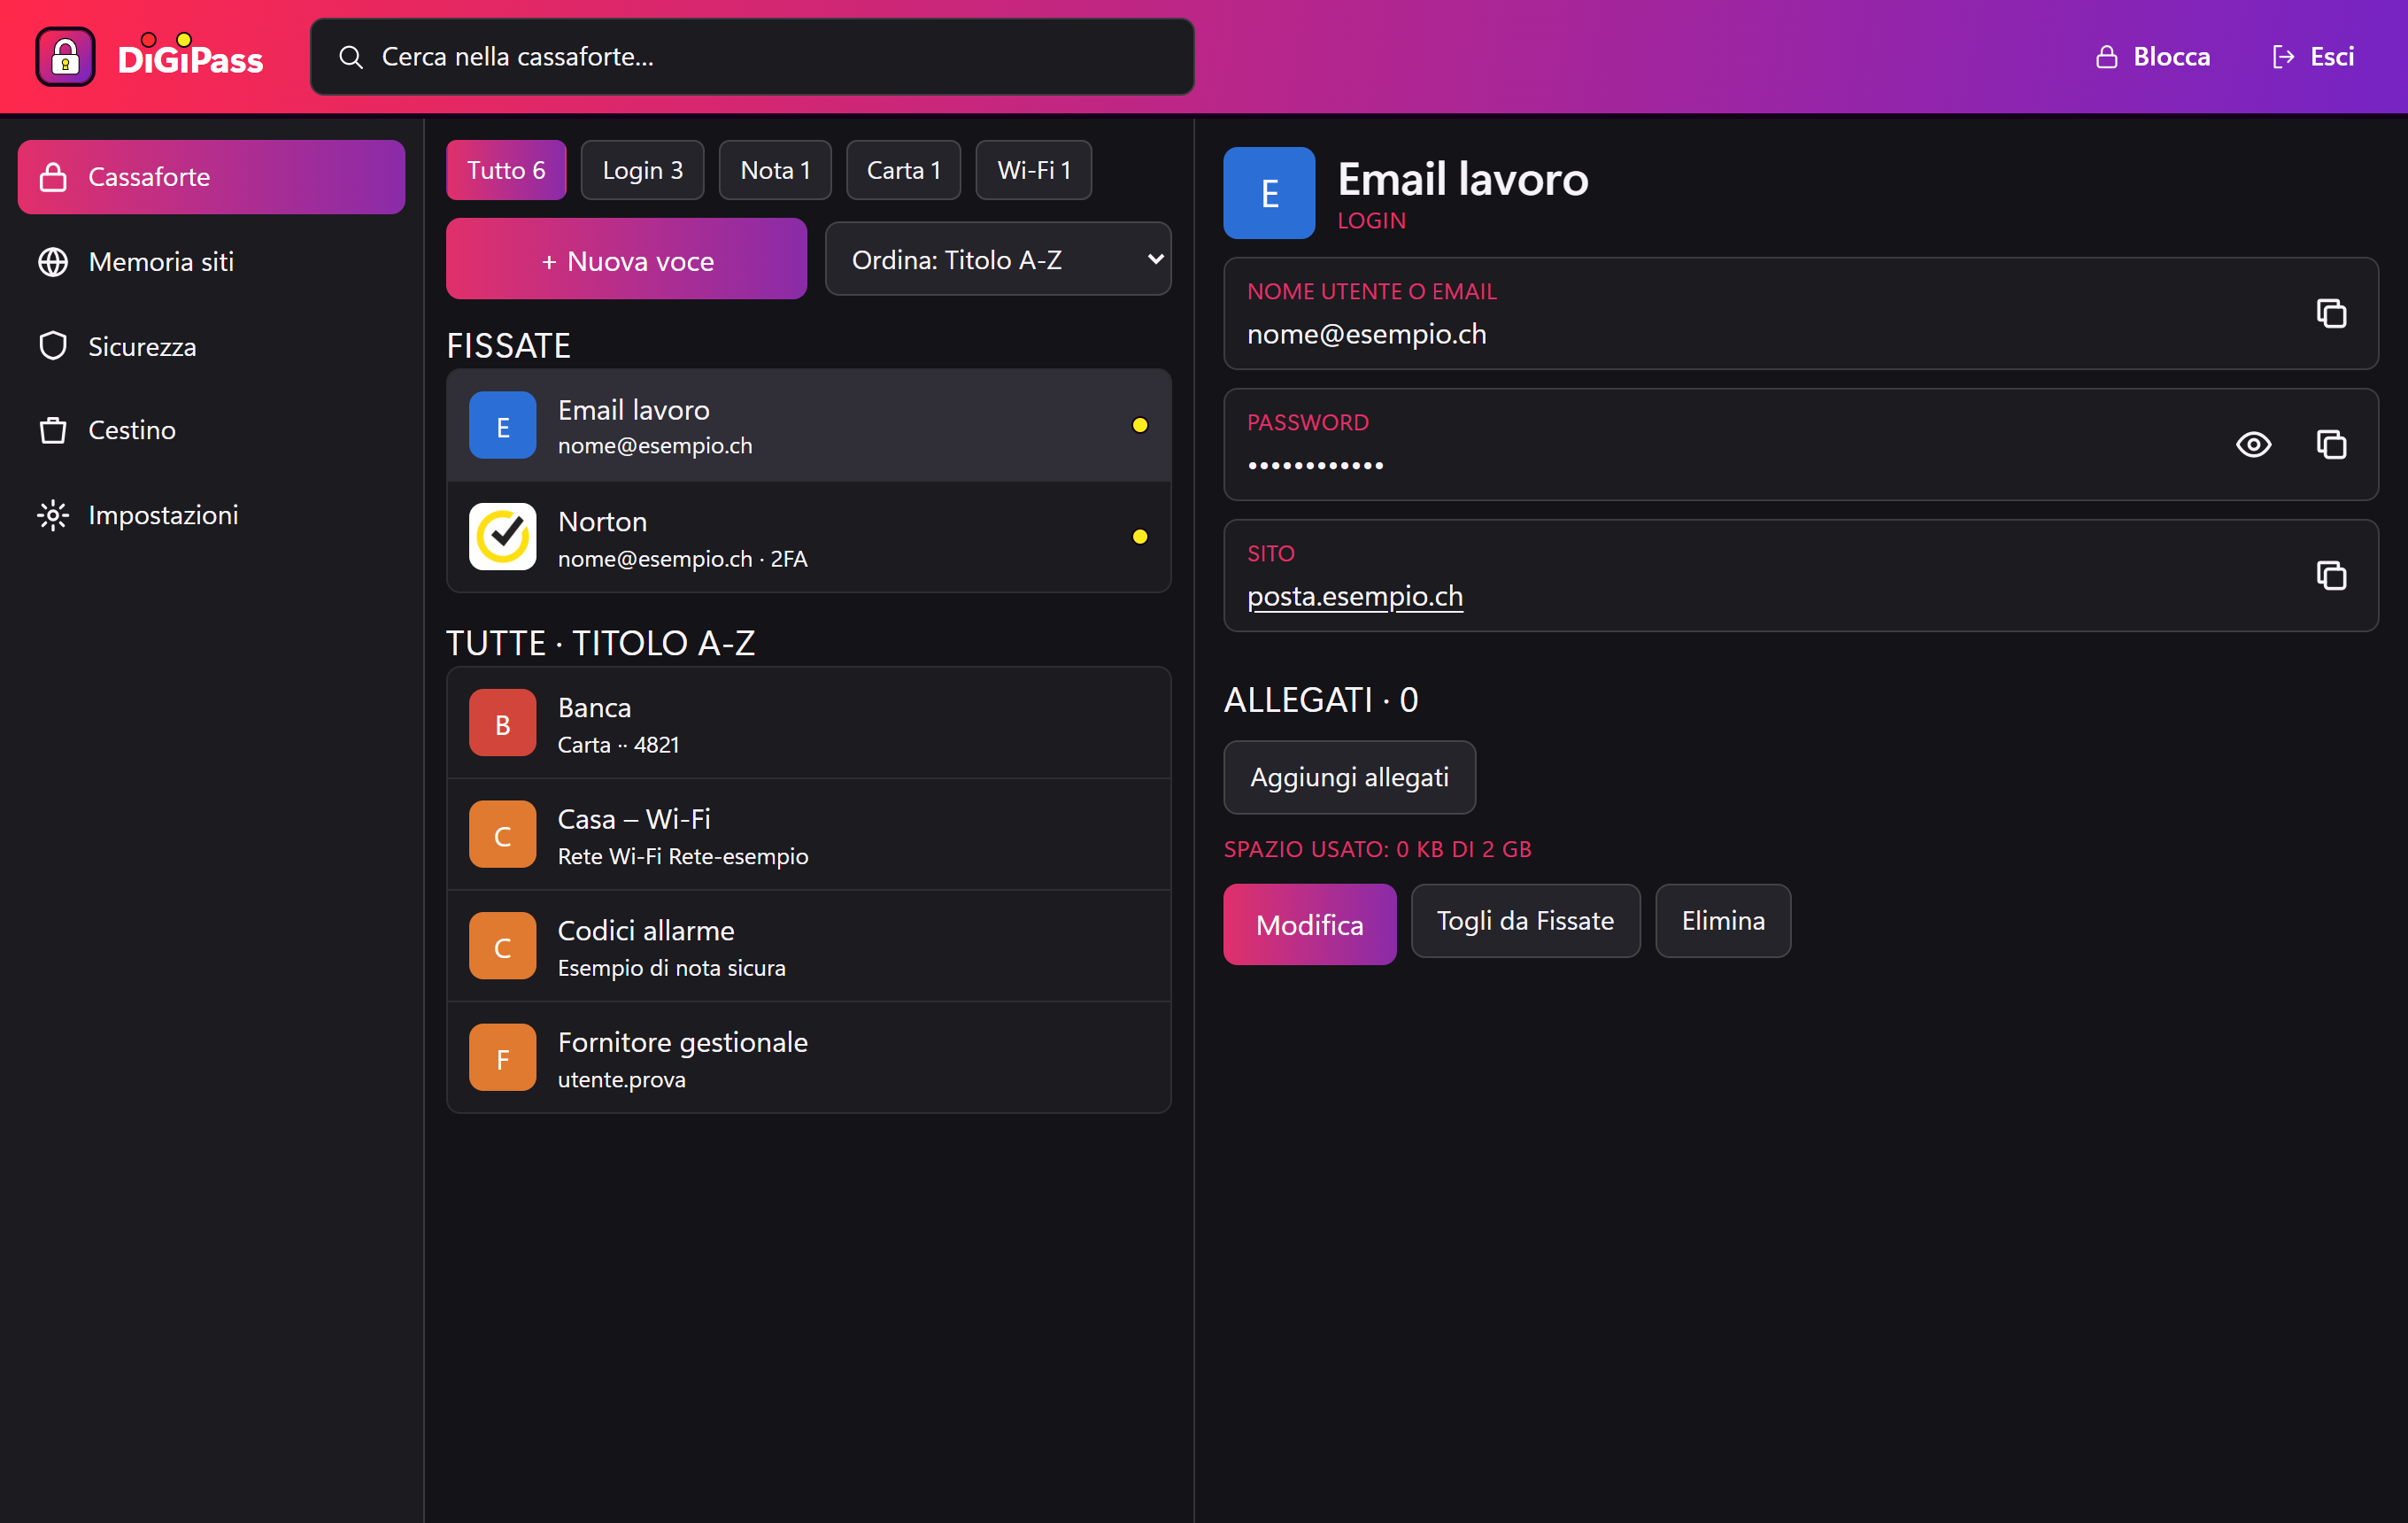 DiGiPass
Cerca nella cassaforte...
Blocca
Esci
Cassaforte
Memoria siti
Sicurezza
Cestino
Impostazioni
Tutto 6
Login 3
Nota 1
Carta 1
Wi-Fi 1
+ Nuova voce
Ordina: Titolo A-Z
FISSATE
E
Email lavoro
nome@esempio.ch
Norton
nome@esempio.ch · 2FA
TUTTE · TITOLO A-Z
B
Banca
Carta ·· 4821
C
Casa – Wi-Fi
Rete Wi-Fi Rete-esempio
C
Codici allarme
Esempio di nota sicura
F
Fornitore gestionale
utente.prova
E
Email lavoro
LOGIN
NOME UTENTE O EMAIL
nome@esempio.ch
PASSWORD
••••••••••••
SITO
posta.esempio.ch
ALLEGATI · 0
Aggiungi allegati
SPAZIO USATO: 0 KB DI 2 GB
Modifica
Togli da Fissate
Elimina